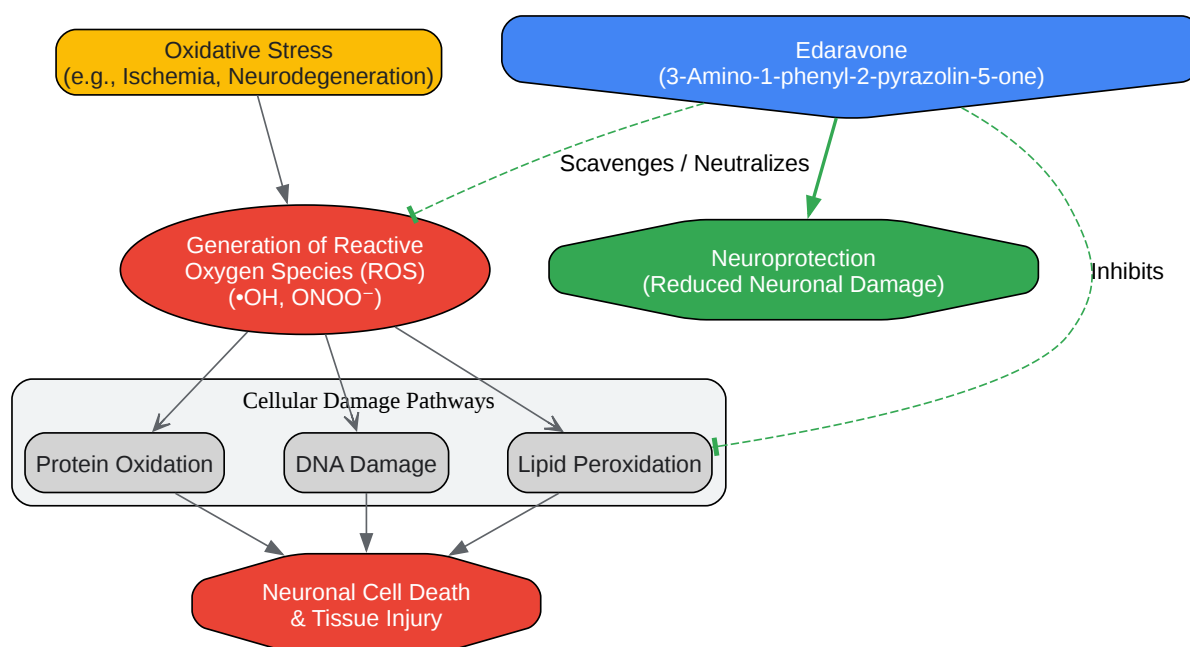 Oxidative Stress
(e.g., Ischemia, Neurodegeneration)
Edaravone
(3-Amino-1-phenyl-2-pyrazolin-5-one)
Scavenges / Neutralizes
Generation of Reactive
Oxygen Species (ROS)
(•OH, ONOO⁻)
Neuroprotection
(Reduced Neuronal Damage)
Inhibits
Cellular Damage Pathways
Protein Oxidation
DNA Damage
Lipid Peroxidation
Neuronal Cell Death
& Tissue Injury